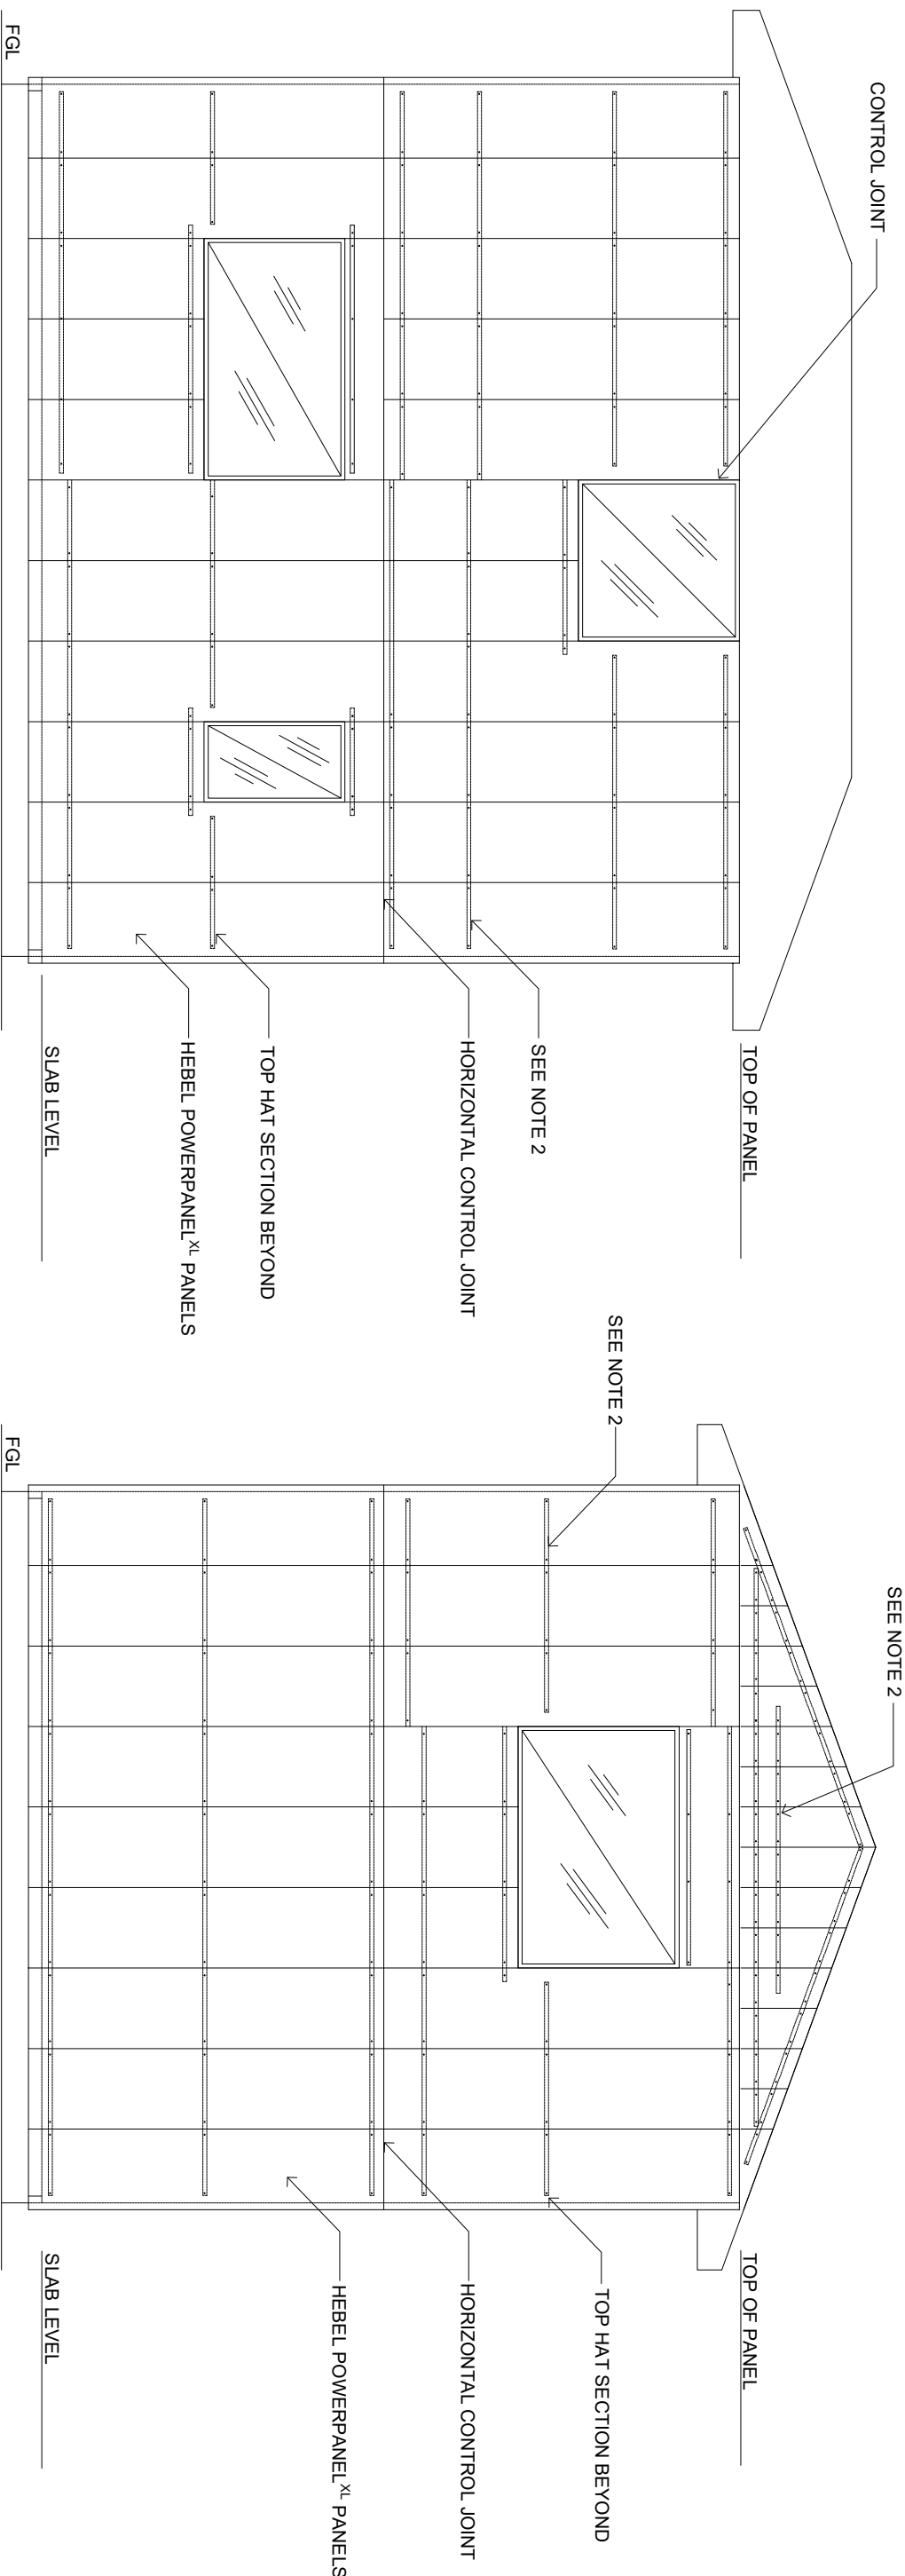 CONTROL JOINT
FGL
TOP OF PANEL
SEE NOTE 2
HORIZONTAL CONTROL JOINT
TOP HAT SECTION BEYOND
HEBEL POWERPANEL^XL PANELS
SLAB LEVEL
SEE NOTE 2
SEE NOTE 2
FGL
TOP OF PANEL
TOP HAT SECTION BEYOND
HORIZONTAL CONTROL JOINT
HEBEL POWERPANEL^XL PANELS
SLAB LEVEL